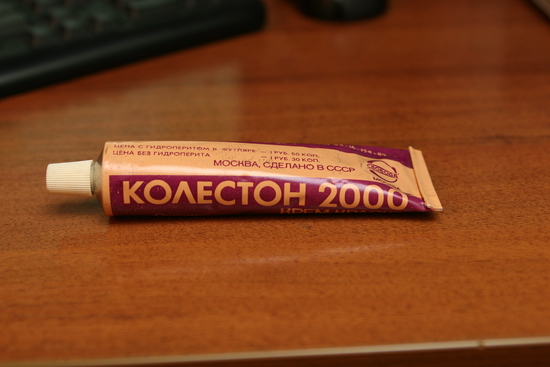 ЦЕНА С ГИДРОПЕРИТОМ В ФУТЛЯРЕ — 1 РУБ. 50 КОП.
ЦЕНА БЕЗ ГИДРОПЕРИТА — 1 РУБ. 30 КОП.
МОСКВА, СДЕЛАНО В СССР
КОЛЕСТОН 2000
КРЕМ